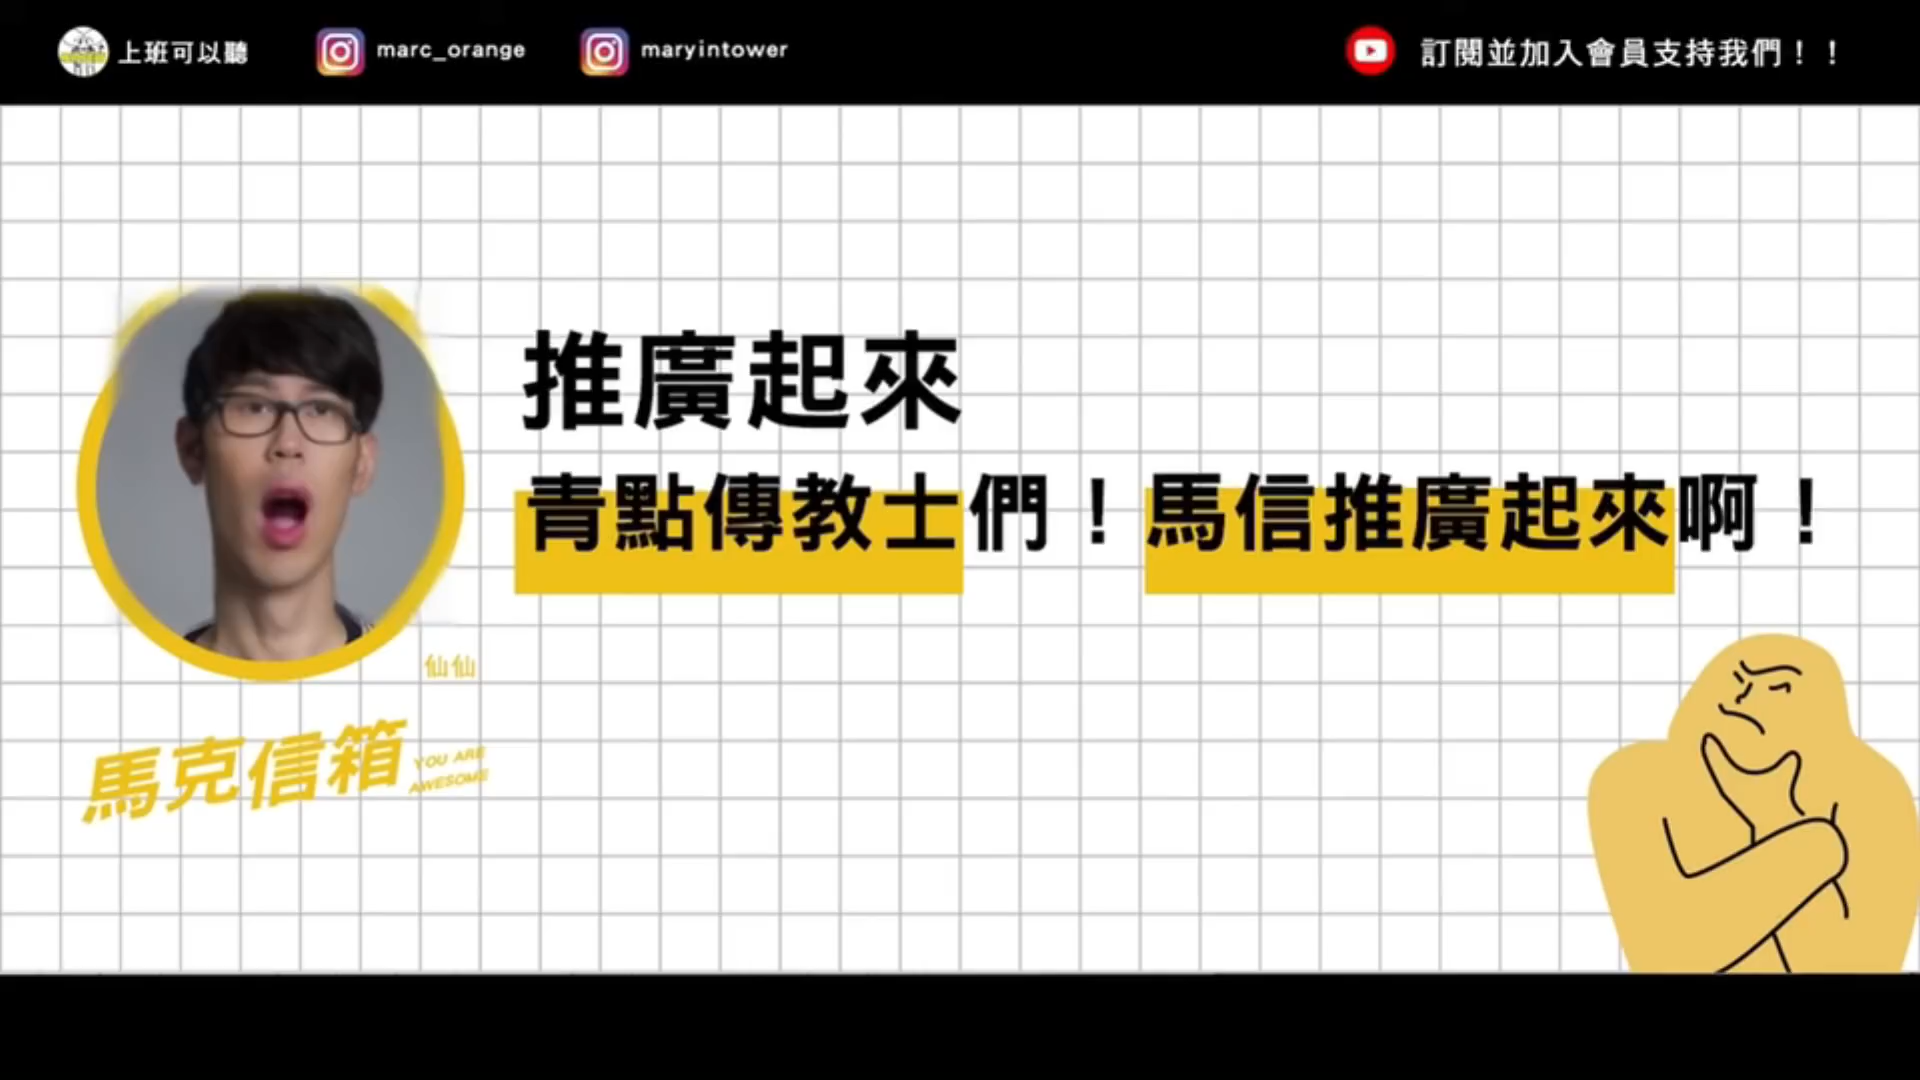 上班可以聽
marc_orange
maryintower
訂閱並加入會員支持我們！！
推廣起來
青點傳教士們！馬信推廣起來啊！
仙仙
馬克信箱
YOU ARE
AWESOME